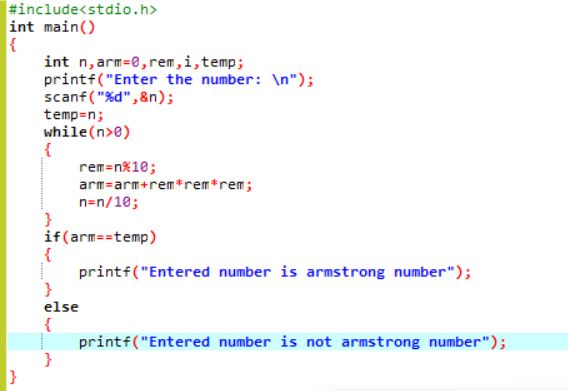 #include<stdio.h>
int main()
{
    int n,arm=0,rem,i,temp;
    printf("Enter the number: \n");
    scanf("%d",&n);
    temp=n;
    while(n>0)
    {
        rem=n%10;
        arm=arm+rem*rem*rem;
        n=n/10;
    }
    if(arm==temp)
    {
        printf("Entered number is armstrong number");
    }
    else
    {
        printf("Entered number is not armstrong number");
    }
}